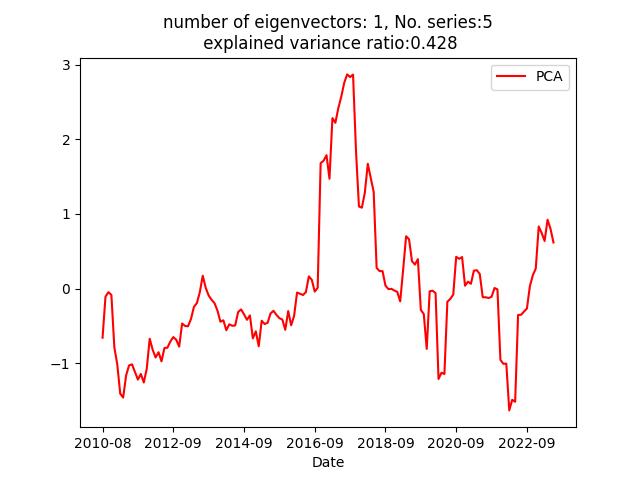 number of eigenvectors: 1, No. series:5
explained variance ratio:0.428
PCA
3
2
1
0
−1
2010-08 2012-09 2014-09 2016-09 2018-09 2020-09 2022-09
Date